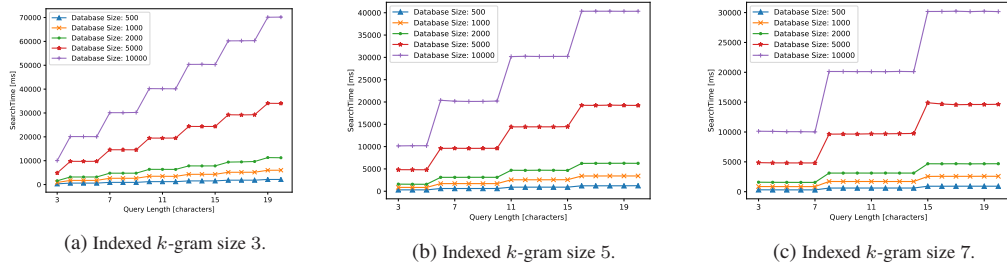 Database Size: 500
Database Size: 1000
Database Size: 2000
Database Size: 5000
Database Size: 10000
70000
60000
50000
40000
30000
20000
10000
0
SearchTime [ms]
3 7 11 15 19
Query Length [characters]
(a) Indexed k-gram size 3.
Database Size: 500
Database Size: 1000
Database Size: 2000
Database Size: 5000
Database Size: 10000
40000
35000
30000
25000
20000
15000
10000
5000
0
SearchTime [ms]
3 7 11 15 19
Query Length [characters]
(b) Indexed k-gram size 5.
Database Size: 500
Database Size: 1000
Database Size: 2000
Database Size: 5000
Database Size: 10000
30000
25000
20000
15000
10000
5000
0
SearchTime [ms]
3 7 11 15 19
Query Length [characters]
(c) Indexed k-gram size 7.